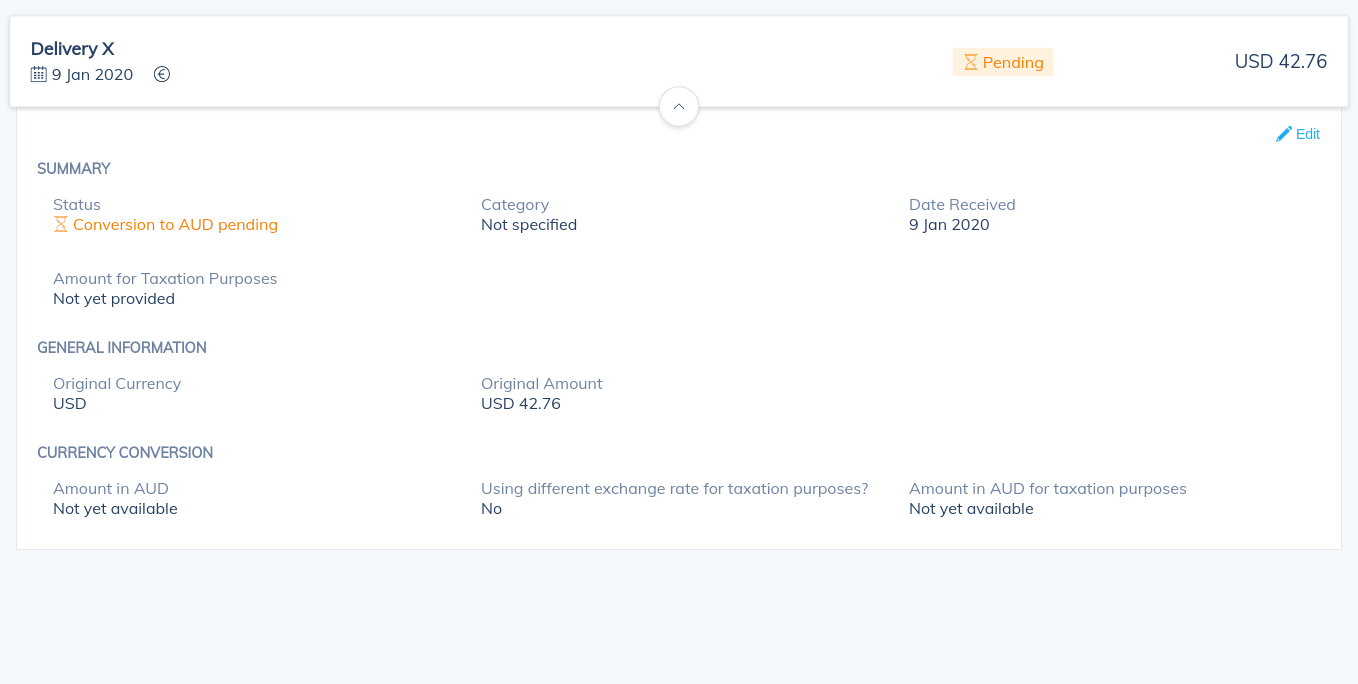 Delivery X
9 Jan 2020
Pending
USD 42.76
Edit
SUMMARY
Status
Conversion to AUD pending
Category
Not specified
Date Received
9 Jan 2020
Amount for Taxation Purposes
Not yet provided
GENERAL INFORMATION
Original Currency
USD
Original Amount
USD 42.76
CURRENCY CONVERSION
Amount in AUD
Not yet available
Using different exchange rate for taxation purposes?
No
Amount in AUD for taxation purposes
Not yet available